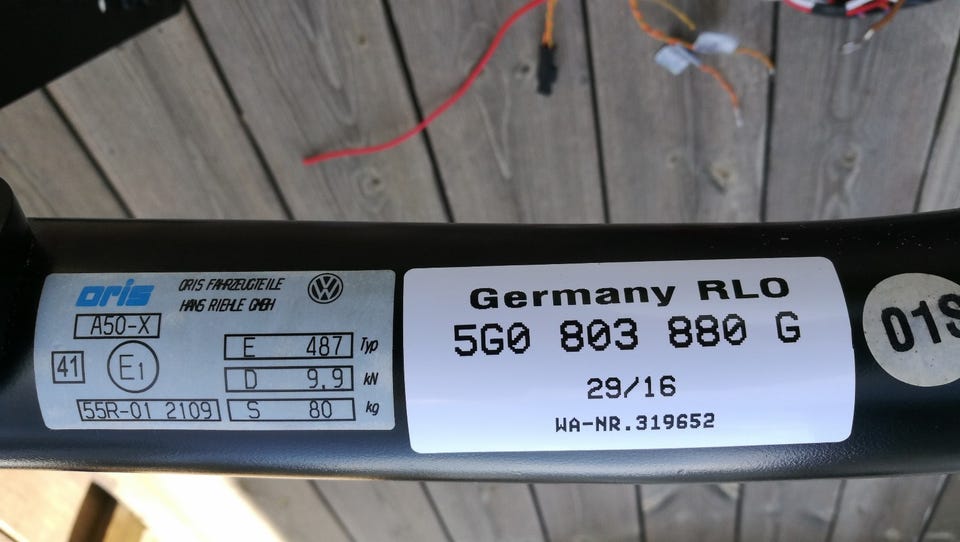 oris
ORIS FAHRZEUGTEILE
HANS RIEHLE GMBH
VW
A50-X
41
E1
55R-01 2109
E 487 Typ
D 9,9 kN
S 80 kg
Germany RLO
5G0 803 880 G
29/16
WA-NR.319652
01S